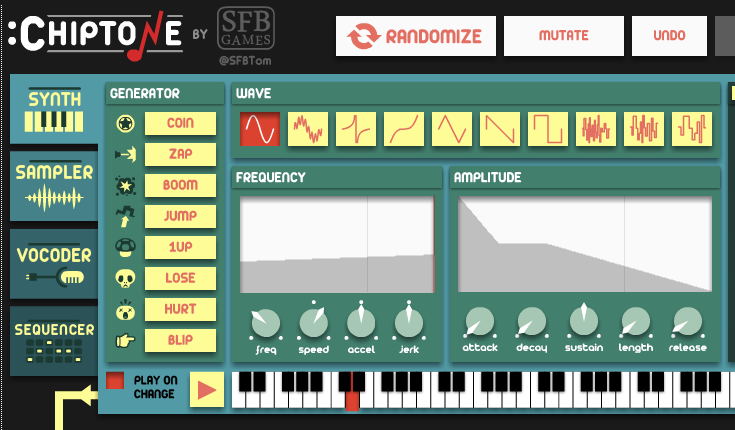 :CHIPTONE BY SFB GAMES
@SFBTom
RANDOMIZE
MUTATE
UNDO
SYNTH
SAMPLER
VOCODER
SEQUENCER
GENERATOR
COIN
ZAP
BOOM
JUMP
1UP
LOSE
HURT
BLIP
WAVE
FREQUENCY
freq speed accel jerk
AMPLITUDE
attack decay sustain length release
PLAY ON
CHANGE